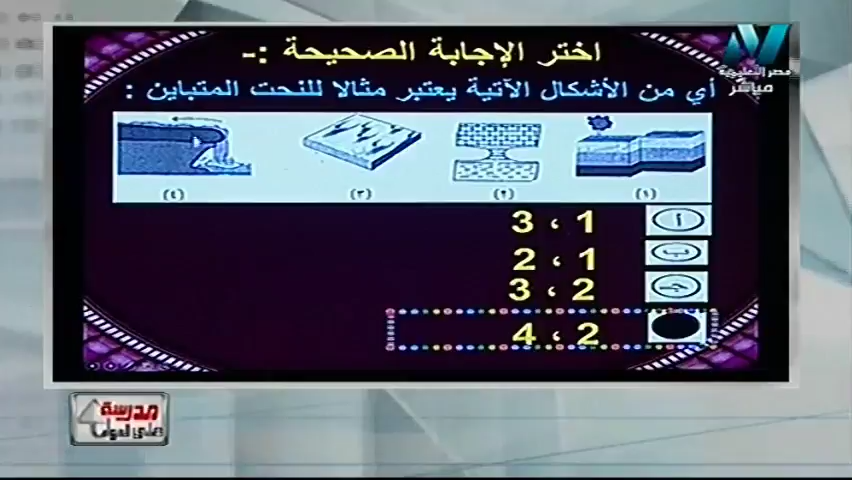 اختر الإجابة الصحيحة :-
أي من الأشكال الآتية يعتبر مثالا للنحت المتباين :
(١) (٢) (٣) (٤)
أ 1 ، 3
ب 1 ، 2
جـ 2 ، 3
2 ، 4
مصر التعليمية
مباشر
مدرسة
على الهواء